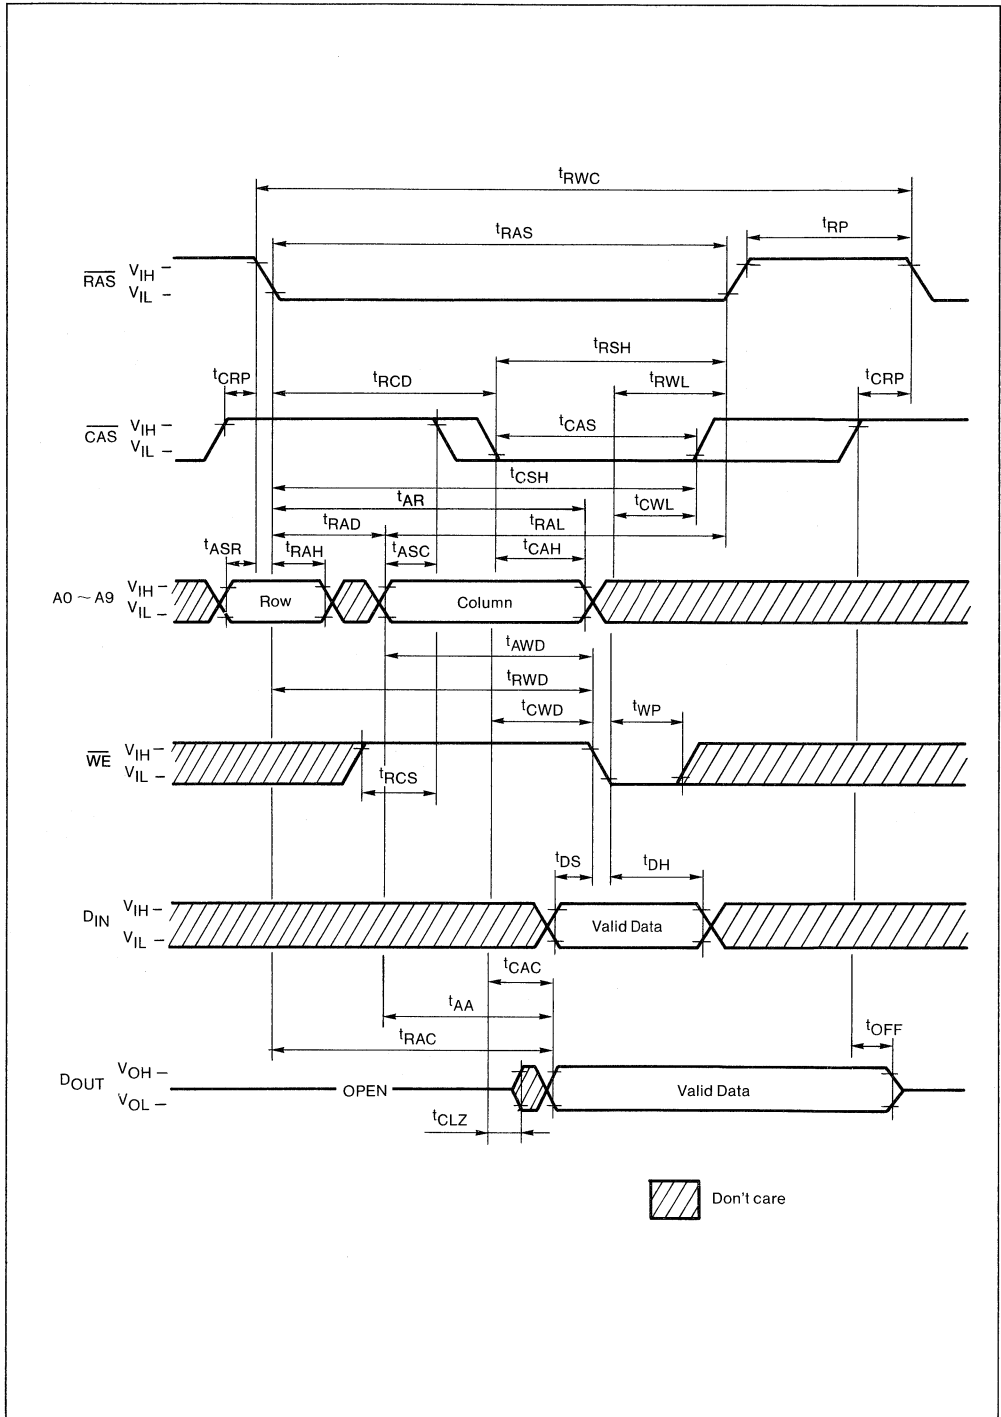 tRWC
tRAS
tRP
RAS VIH
VIL
tRSH
tCRP tRCD tRWL tCRP
CAS VIH
VIL
tCAS
tCSH
tAR tCWL
tRAD tRAL
tASR tRAH tASC tCAH
A0 ~ A9 VIH
VIL
Row Column
tAWD
tRWD
tCWD tWP
WE VIH
VIL
tRCS
tDS tDH
DIN VIH
VIL
Valid Data
tCAC
tAA
tRAC tOFF
DOUT VOH
VOL
OPEN Valid Data
tCLZ
Don't care